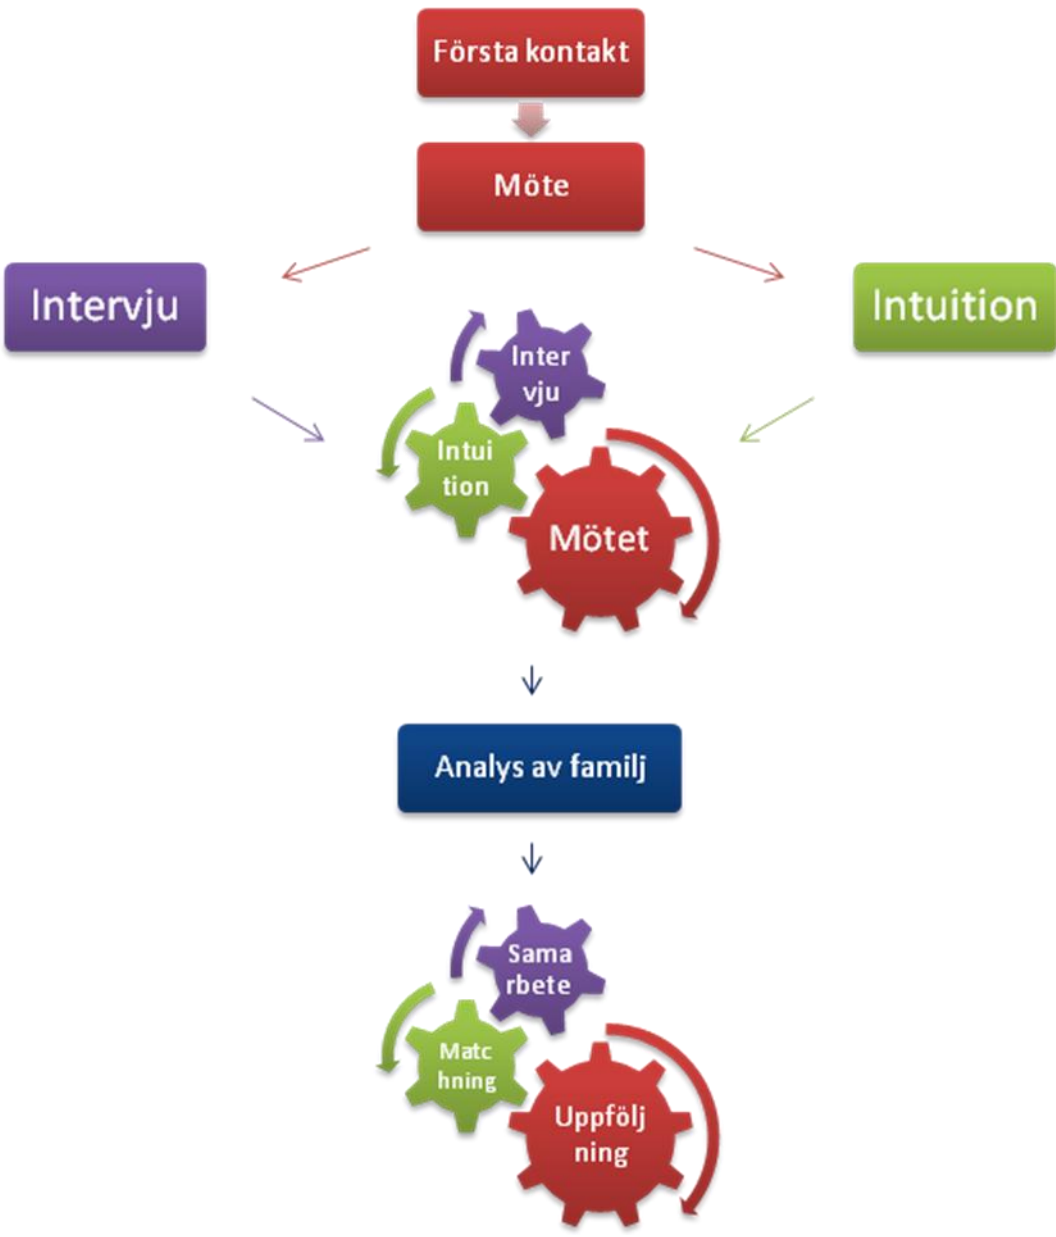 Första kontakt
Möte
Intervju
Intuition
Inter
vju
Intui
tion
Mötet
Analys av familj
Sama
rbete
Matc
hning
Uppfölj
ning